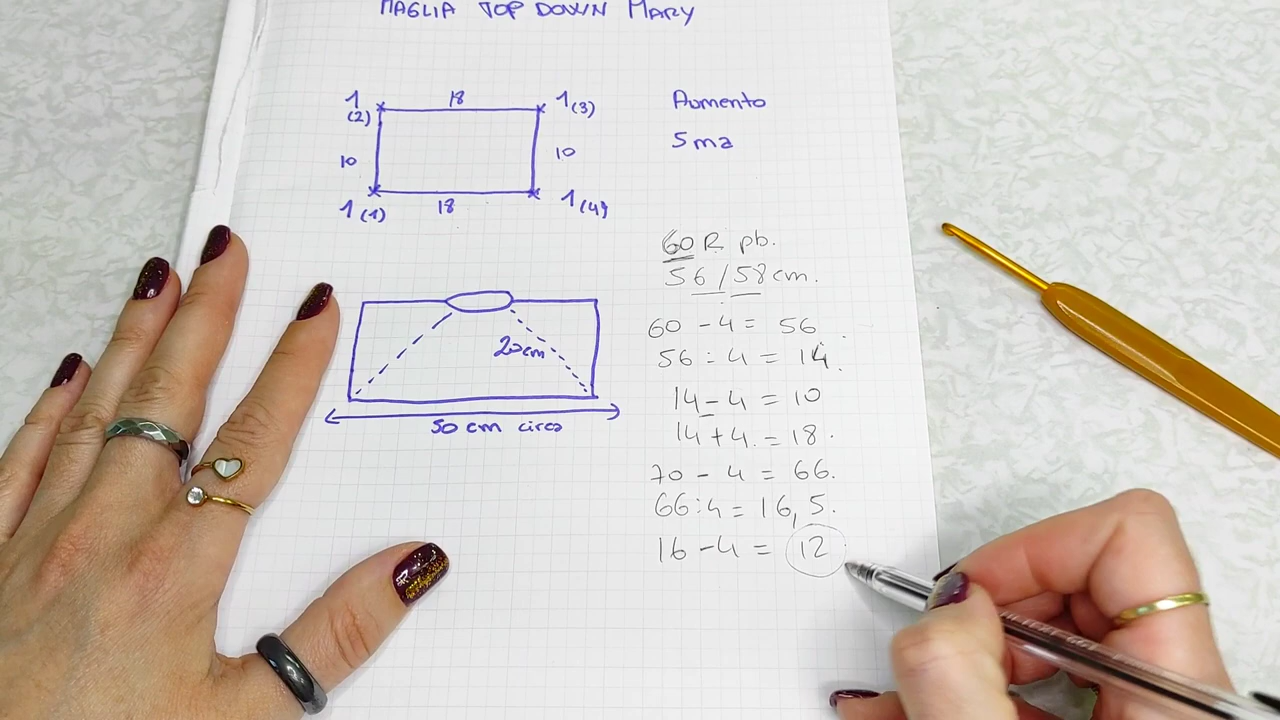 MAGLIA TOP DOWN MARY
1 18 1 (3)
(2)
10 10
1 (1) 18 1 (4)
Aumento
5 ma
60 R pb.
56/58 cm.
60 - 4 = 56
56 : 4 = 14.
14 - 4 = 10
14 + 4. = 18.
70 - 4 = 66.
66 : 4 = 16,5.
16 - 4 = 12
20 cm
50 cm circa